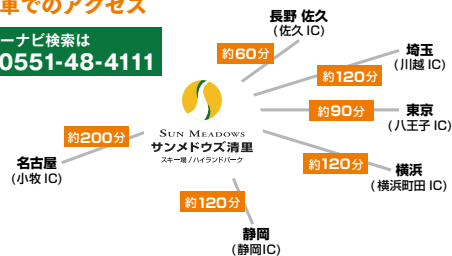 車でのアクセス
ーナビ検索は
0551-48-4111
長野 佐久
(佐久 IC)
約60分
埼玉
(川越 IC)
約120分
東京
(八王子 IC)
約90分
約200分
名古屋
(小牧 IC)
SUN MEADOWS
サンメドウズ清里
スキー場 / ハイランドパーク
約120分
横浜
(横浜町田 IC)
約120分
静岡
(静岡IC)